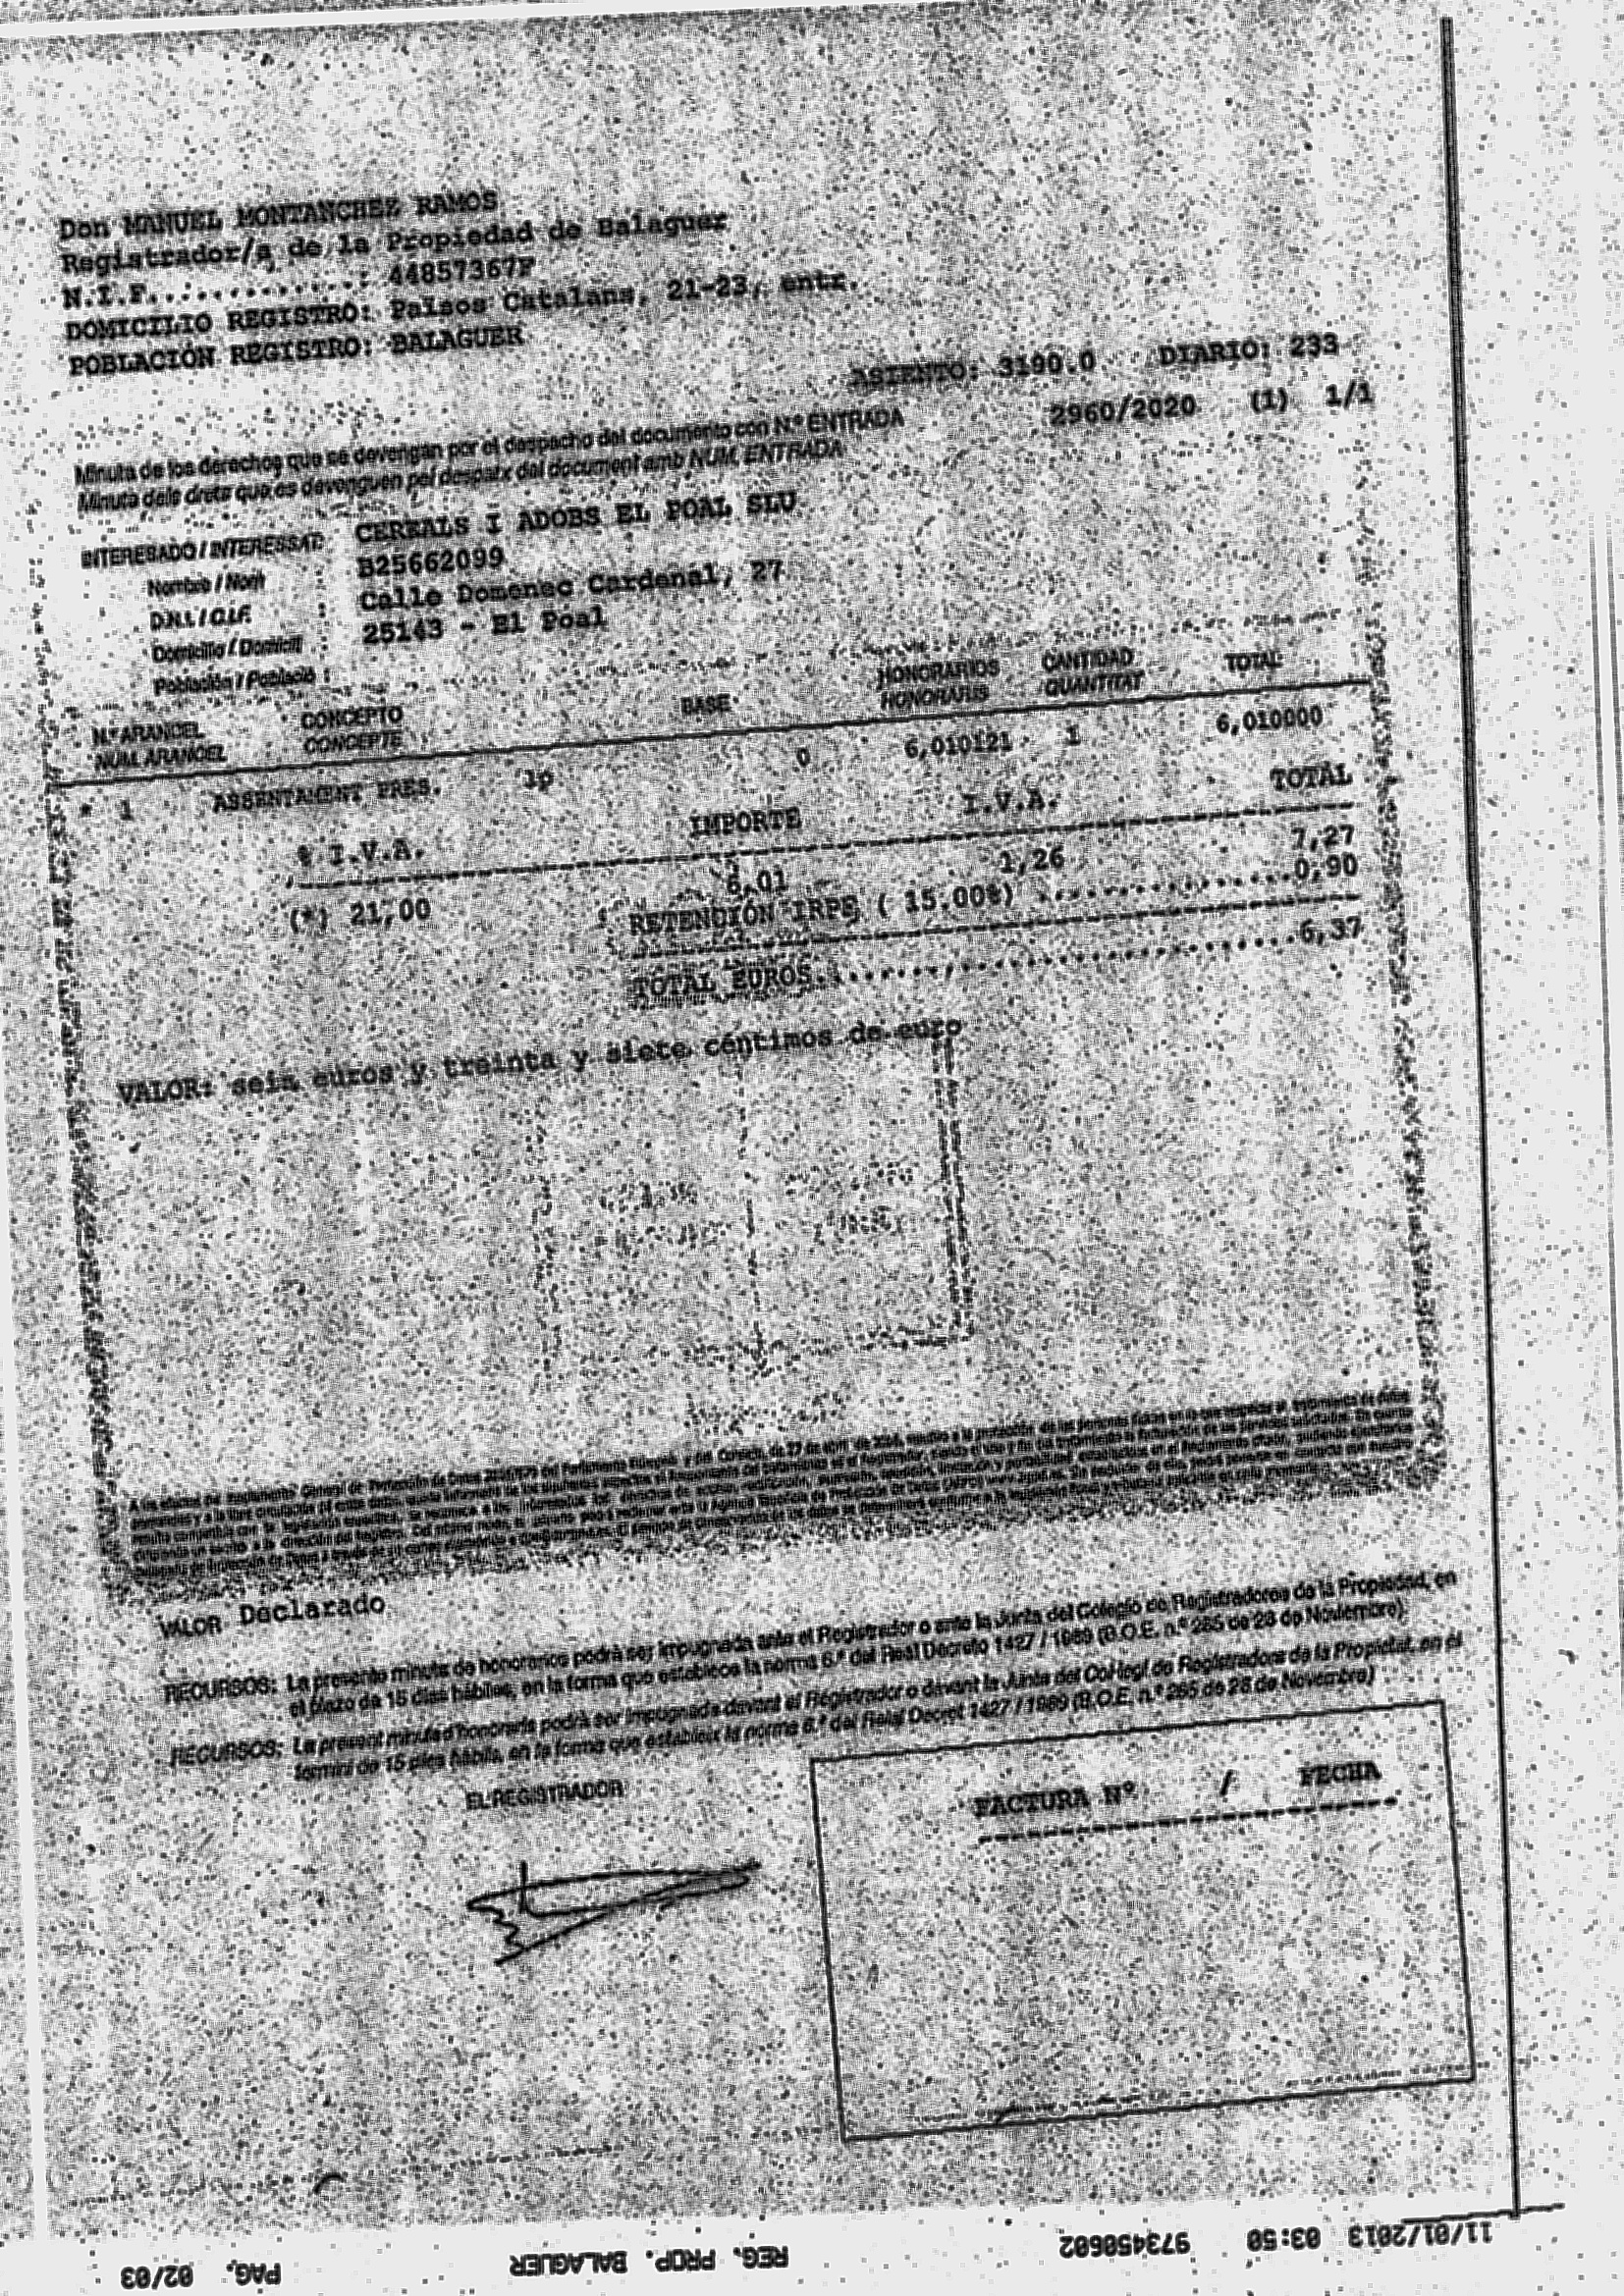 Don MANUEL MONTANCHEZ RAMOS
Registrador/a de la Propiedad de Balaguer
N.I.F..............: 44857367F
DOMICILIO REGISTRO: Països Catalans, 21-23, entr.
POBLACIÓN REGISTRO: BALAGUER
ASIENTO: 3190.0 DIARIO: 233
Minuta de los derechos que se devengan por el despacho del documento con N.º ENTRADA 2960/2020 (1) 1/1
Minuta dels drets que es devenguen pel despatx del document amb NUM. ENTRADA
INTERESADO / INTERESSAT:
Nombre / Nom : CEREALS I ADOBS EL POAL SLU
D.N.I. / C.I.F. : B25662099
Domicilio / Domicili : Calle Domenec Cardenal, 27
Población / Població : 25143 - El Poal
N.º ARANCEL CONCEPTO BASE HONORARIOS CANTIDAD TOTAL
NUM. ARANCEL CONCEPTE HONORARIS QUANTITAT
* 1 ASSENTAMENT PRES. 1p 0 6,010121 1 6,010000
% I.V.A. IMPORTE I.V.A. TOTAL
(*) 21,00 6,01 1,26 7,27
RETENCIÓN IRPF ( 15.00%) ..............0,90
TOTAL EUROS............................6,37
VALOR: seis euros y treinta y siete céntimos de euro
VALOR Declarado
RECURSOS: La presente minuta de honorarios podrá ser impugnada ante el Registrador o ante la Junta del Colegio de Registradores de la Propiedad, en
el plazo de 15 días hábiles, en la forma que establece la norma 6.ª del Real Decreto 1427 / 1989 (B.O.E. n.º 285 de 28 de Noviembre)
RECURSOS: La present minuta d'honoraris podrà ser impugnada davant el Registrador o davant la Junta del Col·legi de Registradors de la Propietat, en el
termini de 15 dies hàbils, en la forma que estableix la norma 6.ª del Reial Decret 1427 / 1989 (B.O.E. n.º 285 de 28 de Novembre)
EL REGISTRADOR
FACTURA Nº / FECHA
11/01/2013 03:50 973450602 REG. PROP. BALAGUER PAG. 02/03